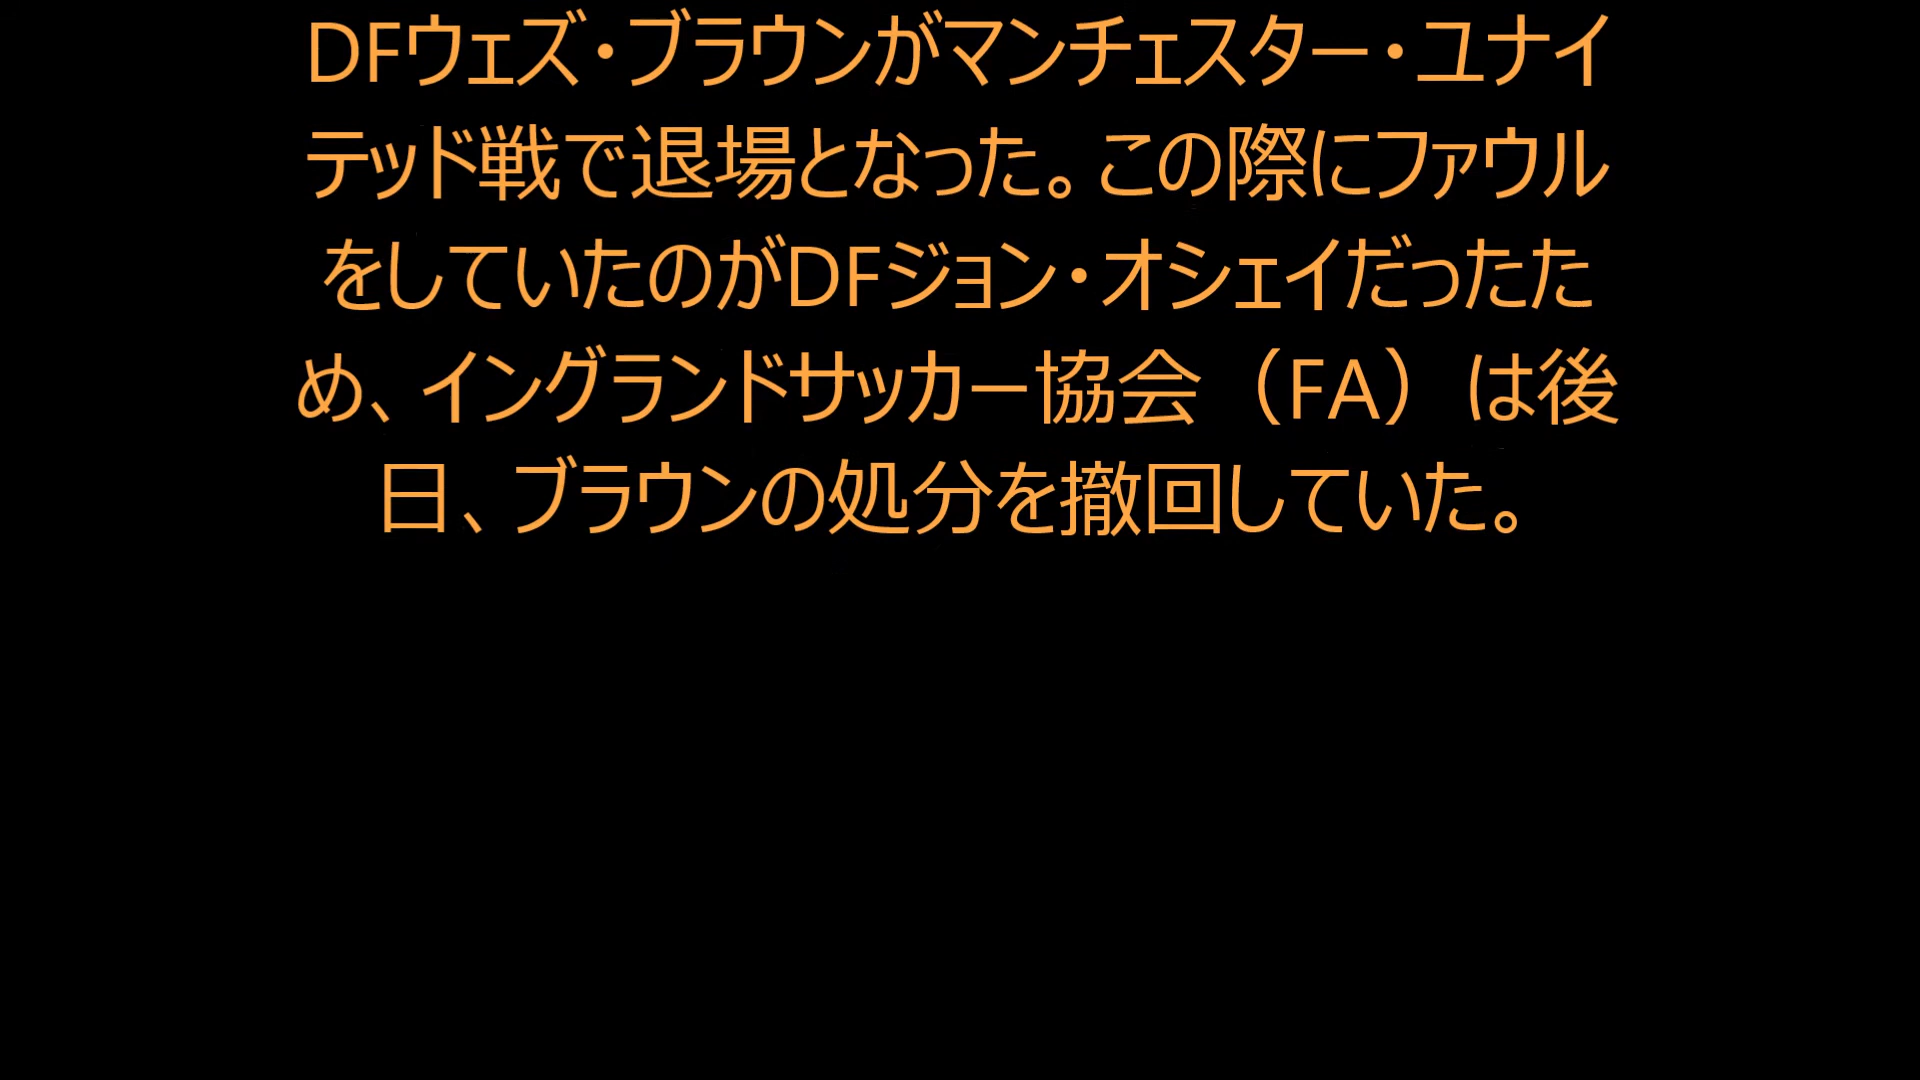 DFウェズ・ブラウンがマンチェスター・ユナイ
テッド戦で退場となった。この際にファウル
をしていたのがDFジョン・オシェイだったた
め、イングランドサッカー協会（FA）は後
日、ブラウンの処分を撤回していた。